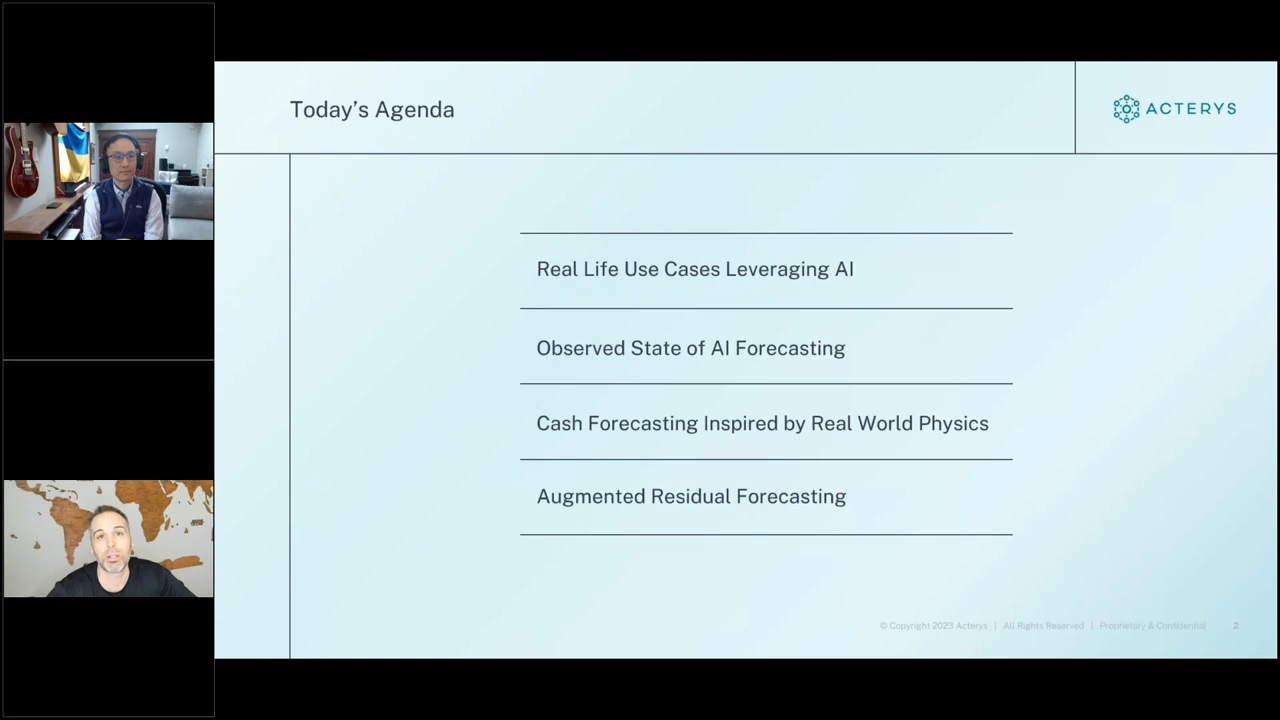 Today’s Agenda
ACTERYS
Real Life Use Cases Leveraging AI
Observed State of AI Forecasting
Cash Forecasting Inspired by Real World Physics
Augmented Residual Forecasting
© Copyright 2023 Acterys | All Rights Reserved | Proprietary & Confidential 2